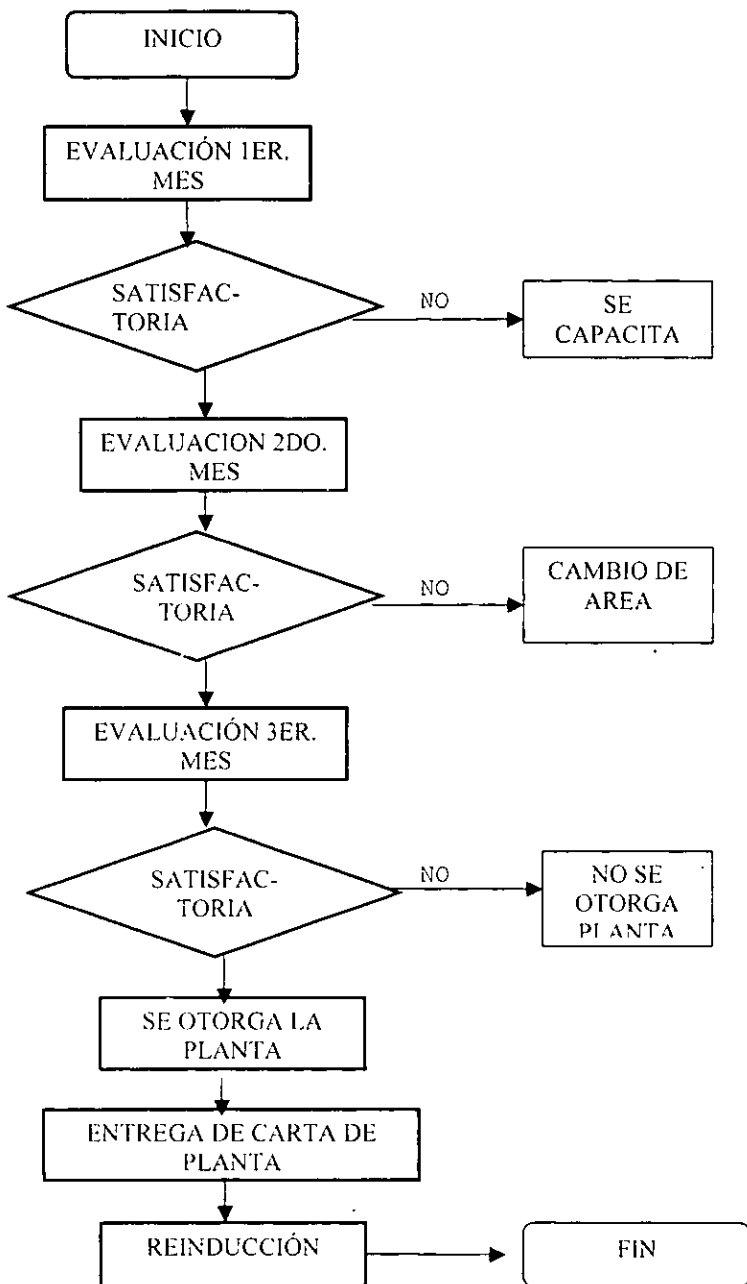 INICIO
EVALUACIÓN 1ER.
MES
SATISFAC-
TORIA
NO
SE
CAPACITA
EVALUACION 2DO.
MES
SATISFAC-
TORIA
NO
CAMBIO DE
AREA
EVALUACIÓN 3ER.
MES
SATISFAC-
TORIA
NO
NO SE
OTORGA
PLANTA
SE OTORGA LA
PLANTA
ENTREGA DE CARTA DE
PLANTA
REINDUCCIÓN
FIN